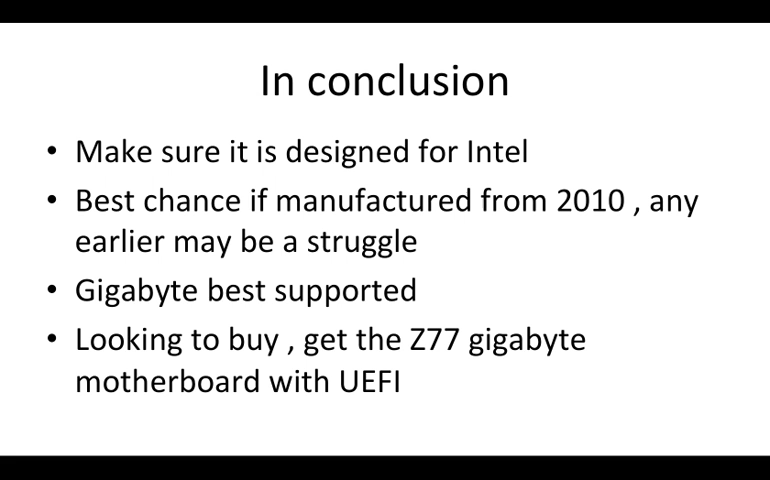 In conclusion
• Make sure it is designed for Intel
• Best chance if manufactured from 2010 , any
earlier may be a struggle
• Gigabyte best supported
• Looking to buy , get the Z77 gigabyte
motherboard with UEFI